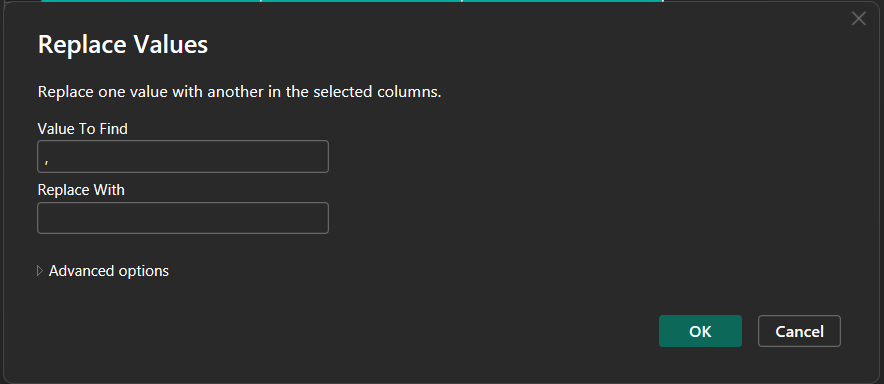 Replace Values
Replace one value with another in the selected columns.
Value To Find
,
Replace With
Advanced options
OK
Cancel